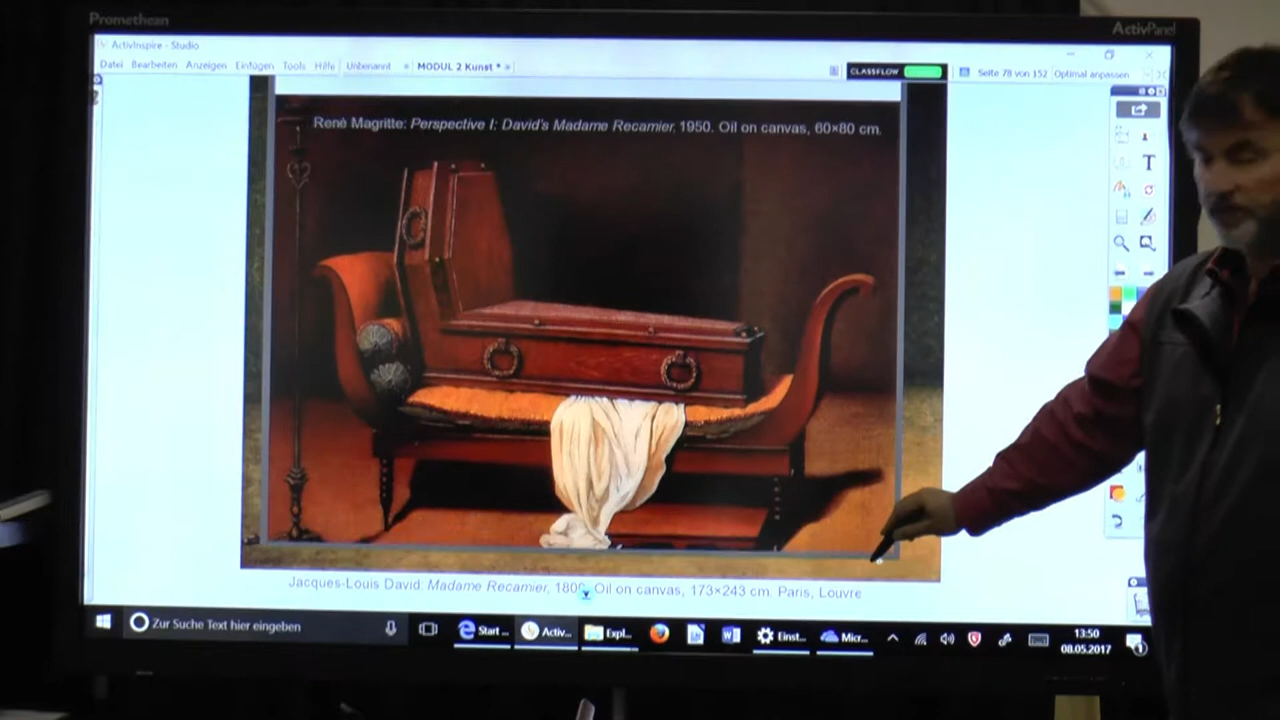 Promethean
ActivPanel
ActivInspire - Studio
Datei Bearbeiten Anzeigen Einfügen Tools Hilfe Unbenannt MODUL 2 Kunst * CLASSFLOW Seite 78 von 152 Optimal anpassen
René Magritte: Perspective I: David's Madame Recamier, 1950. Oil on canvas, 60×80 cm.
T
Jacques-Louis David: Madame Recamier, 1800. Oil on canvas, 173×243 cm. Paris, Louvre
Zur Suche Text hier eingeben
Start ... Activ... Expl... W Einst... Micr...
13:50
08.05.2017
1